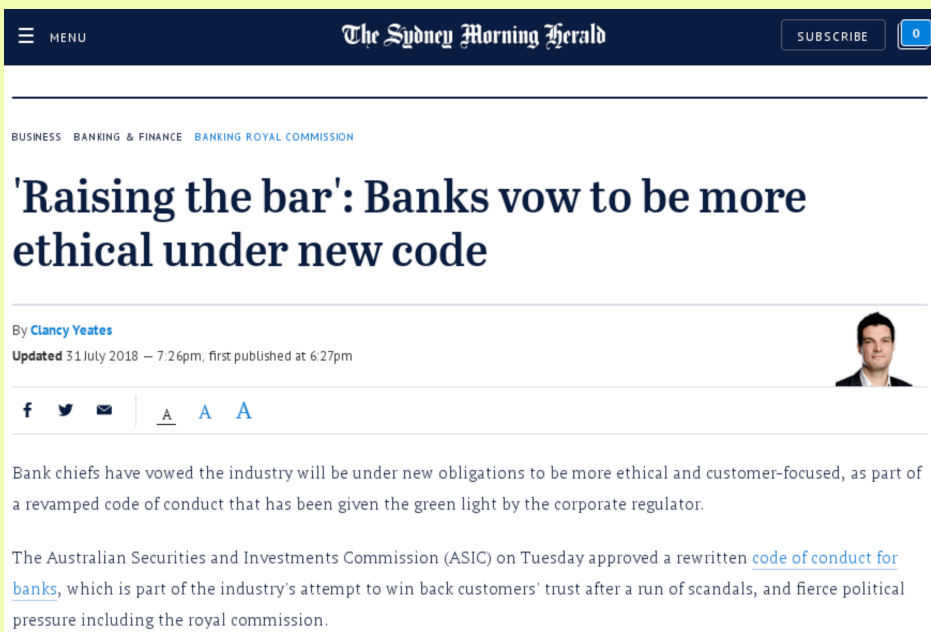 ☰ MENU
The Sydney Morning Herald
SUBSCRIBE
0
BUSINESS BANKING & FINANCE BANKING ROYAL COMMISSION
'Raising the bar': Banks vow to be more
ethical under new code
By Clancy Yeates
Updated 31 July 2018 — 7:26pm, first published at 6:27pm
A A A
Bank chiefs have vowed the industry will be under new obligations to be more ethical and customer-focused, as part of
a revamped code of conduct that has been given the green light by the corporate regulator.
The Australian Securities and Investments Commission (ASIC) on Tuesday approved a rewritten code of conduct for
banks, which is part of the industry's attempt to win back customers' trust after a run of scandals, and fierce political
pressure including the royal commission.